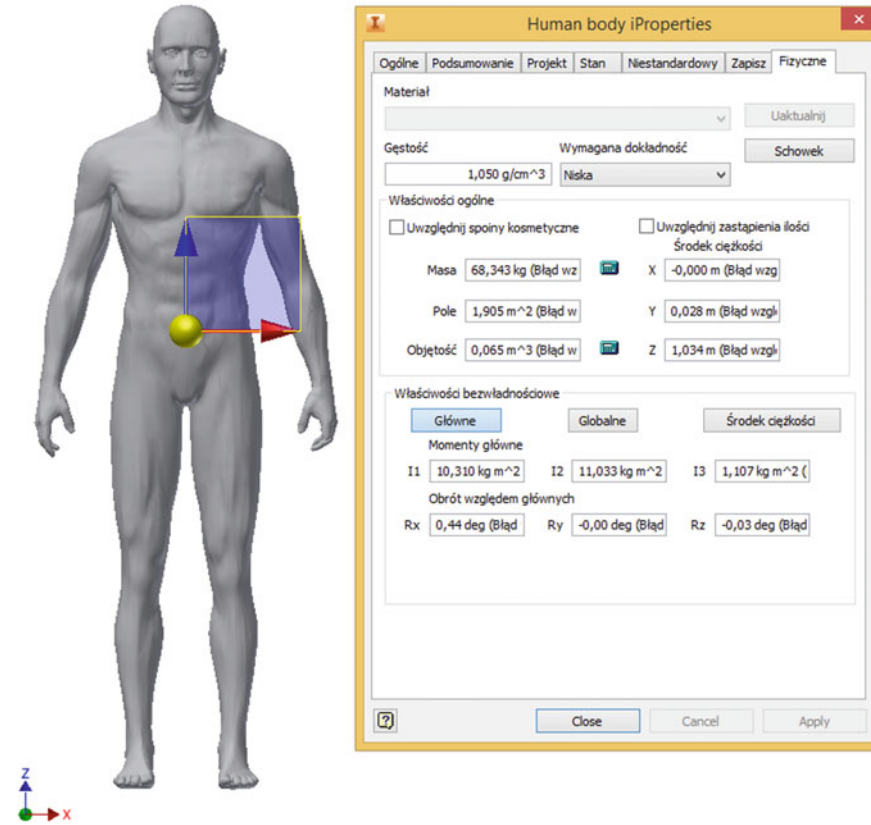 Human body iProperties
Ogólne Podsumowanie Projekt Stan Niestandardowy Zapisz Fizyczne
Materiał
Uaktualnij
Gęstość Wymagana dokładność
Schowek
1,050 g/cm^3 Niska
Właściwości ogólne
Uwzględnij spoiny kosmetyczne Uwzględnij zastąpienia ilości
Środek ciężkości
Masa 68,343 kg (Błąd wz X -0,000 m (Błąd wzg
Pole 1,905 m^2 (Błąd w Y 0,028 m (Błąd wzgl
Objętość 0,065 m^3 (Błąd w Z 1,034 m (Błąd wzgl
Właściwości bezwładnościowe
Główne Globalne Środek ciężkości
Momenty główne
I1 10,310 kg m^2 I2 11,033 kg m^2 I3 1,107 kg m^2 (
Obrót względem głównych
Rx 0,44 deg (Błąd Ry -0,00 deg (Błąd Rz -0,03 deg (Błąd
Close Cancel Apply
Z
X